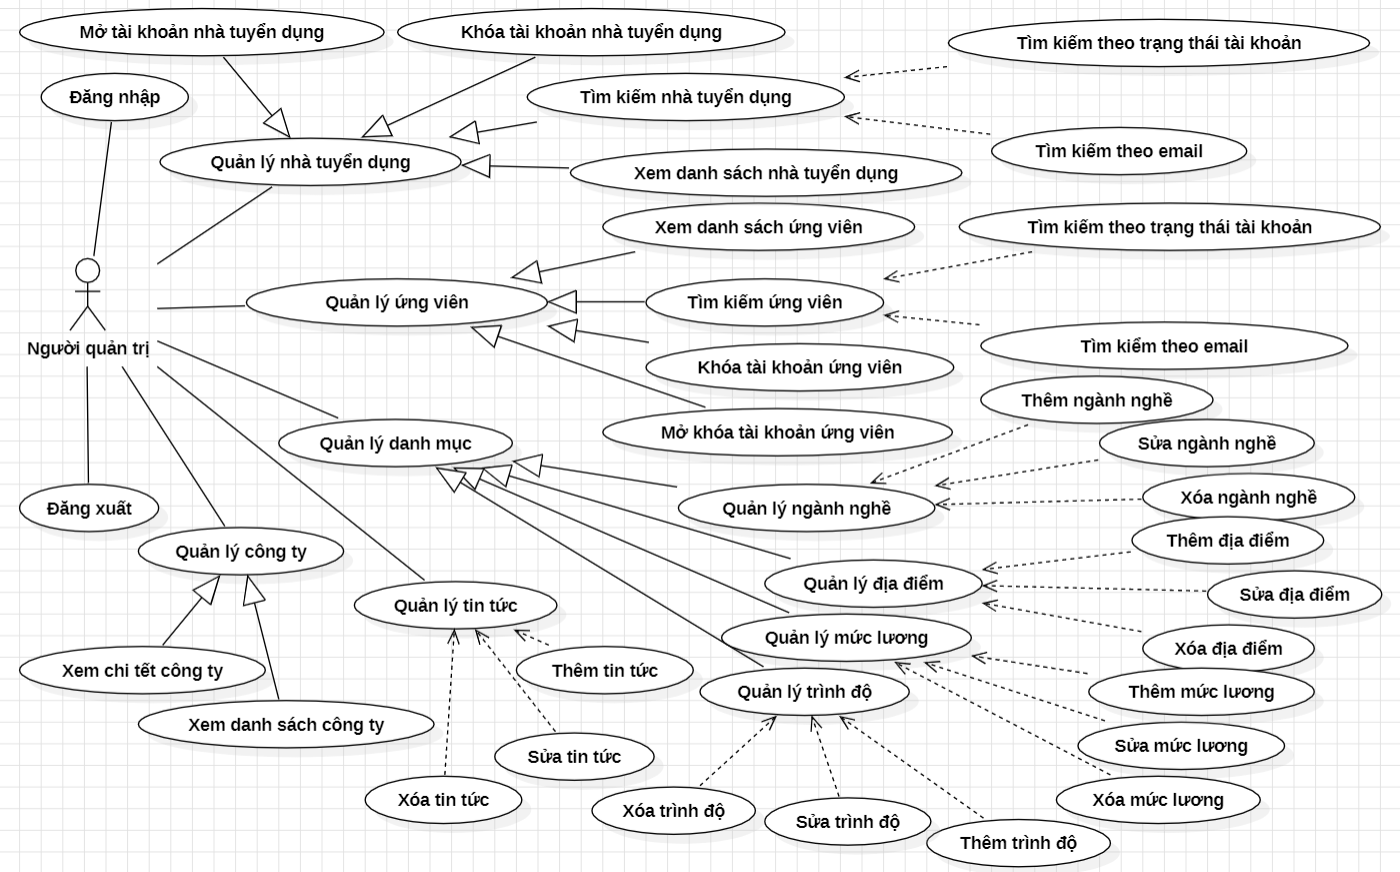 Mở tài khoản nhà tuyển dụng
Khóa tài khoản nhà tuyển dụng
Tìm kiếm theo trạng thái tài khoản
Đăng nhập
Tìm kiếm nhà tuyển dụng
Tìm kiếm theo email
Quản lý nhà tuyển dụng
Xem danh sách nhà tuyển dụng
Xem danh sách ứng viên
Tìm kiếm theo trạng thái tài khoản
Quản lý ứng viên
Tìm kiếm ứng viên
Người quản trị
Tìm kiểm theo email
Khóa tài khoản ứng viên
Thêm ngành nghề
Mở khóa tài khoản ứng viên
Quản lý danh mục
Sửa ngành nghề
Xóa ngành nghề
Đăng xuất
Quản lý ngành nghề
Thêm địa điểm
Quản lý công ty
Quản lý địa điểm
Sửa địa điểm
Quản lý tin tức
Quản lý mức lương
Xóa địa điểm
Xem chi tết công ty
Thêm tin tức
Quản lý trình độ
Thêm mức lương
Xem danh sách công ty
Sửa mức lương
Sửa tin tức
Xóa tin tức
Xóa mức lương
Xóa trình độ
Sửa trình độ
Thêm trình độ